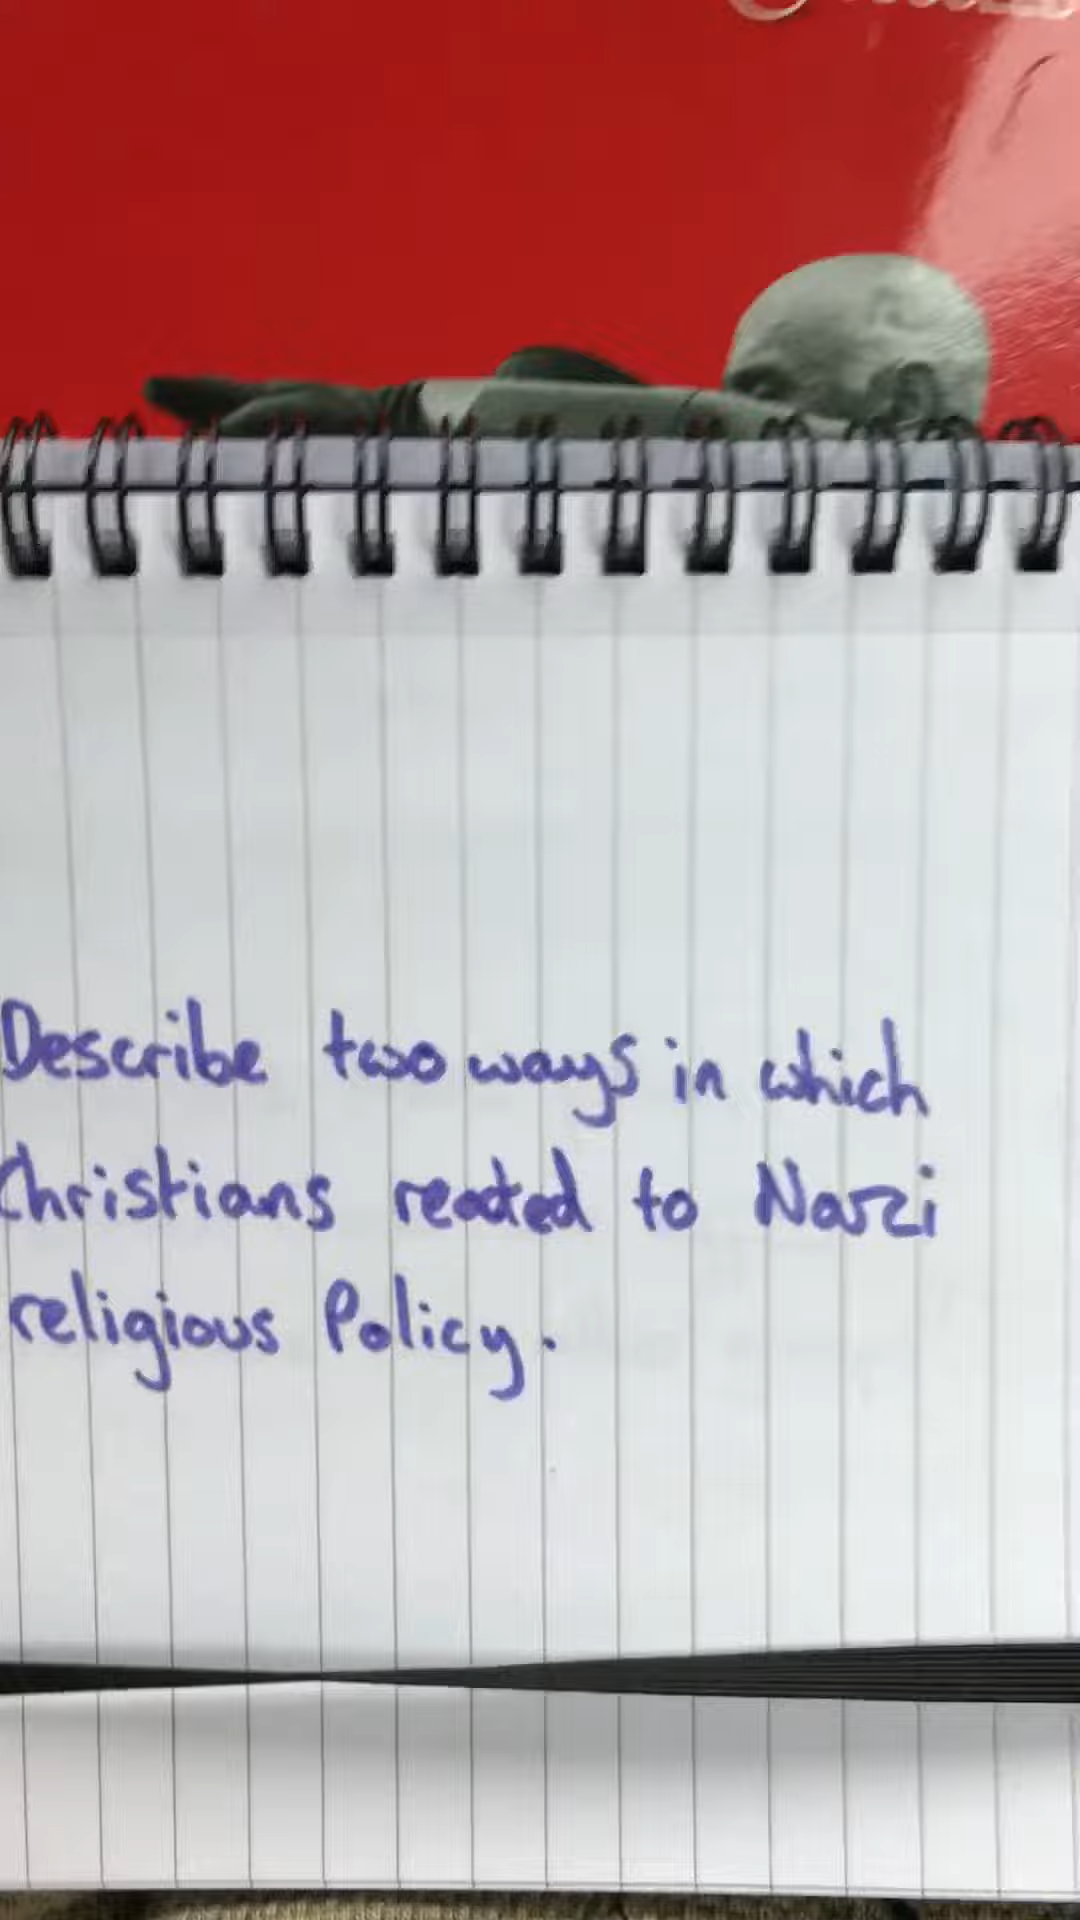 Describe two ways in which
Christians reacted to Nazi
religious Policy.